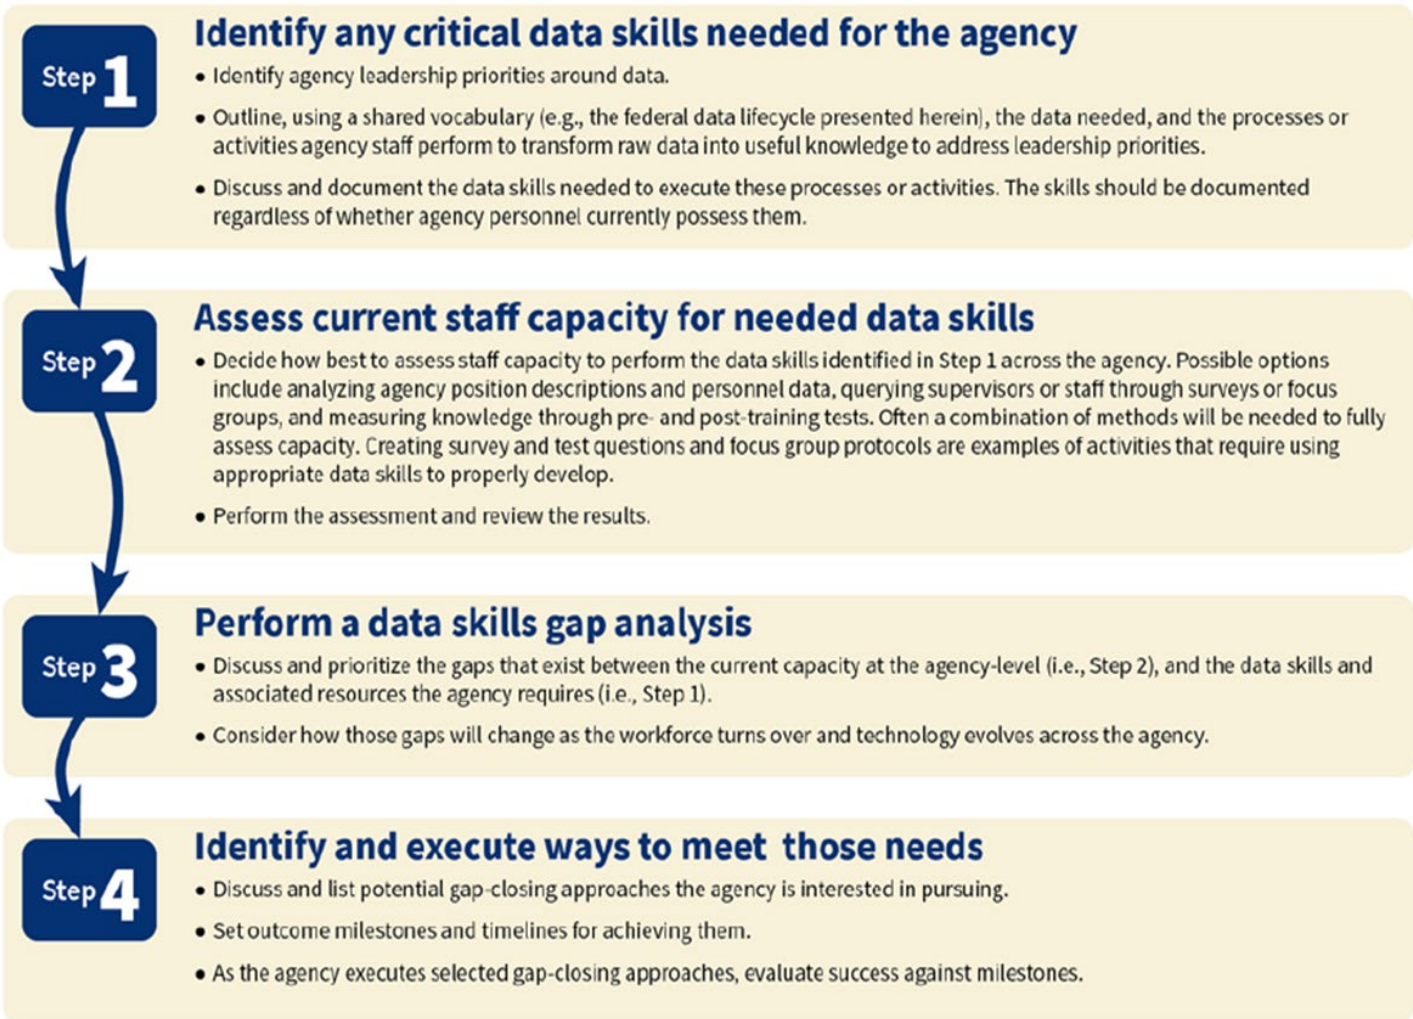 Step 1
Identify any critical data skills needed for the agency
• Identify agency leadership priorities around data.
• Outline, using a shared vocabulary (e.g., the federal data lifecycle presented herein), the data needed, and the processes or
activities agency staff perform to transform raw data into useful knowledge to address leadership priorities.
• Discuss and document the data skills needed to execute these processes or activities. The skills should be documented
regardless of whether agency personnel currently possess them.
Step 2
Assess current staff capacity for needed data skills
• Decide how best to assess staff capacity to perform the data skills identified in Step 1 across the agency. Possible options
include analyzing agency position descriptions and personnel data, querying supervisors or staff through surveys or focus
groups, and measuring knowledge through pre- and post-training tests. Often a combination of methods will be needed to fully
assess capacity. Creating survey and test questions and focus group protocols are examples of activities that require using
appropriate data skills to properly develop.
• Perform the assessment and review the results.
Step 3
Perform a data skills gap analysis
• Discuss and prioritize the gaps that exist between the current capacity at the agency-level (i.e., Step 2), and the data skills and
associated resources the agency requires (i.e., Step 1).
• Consider how those gaps will change as the workforce turns over and technology evolves across the agency.
Step 4
Identify and execute ways to meet those needs
• Discuss and list potential gap-closing approaches the agency is interested in pursuing.
• Set outcome milestones and timelines for achieving them.
• As the agency executes selected gap-closing approaches, evaluate success against milestones.